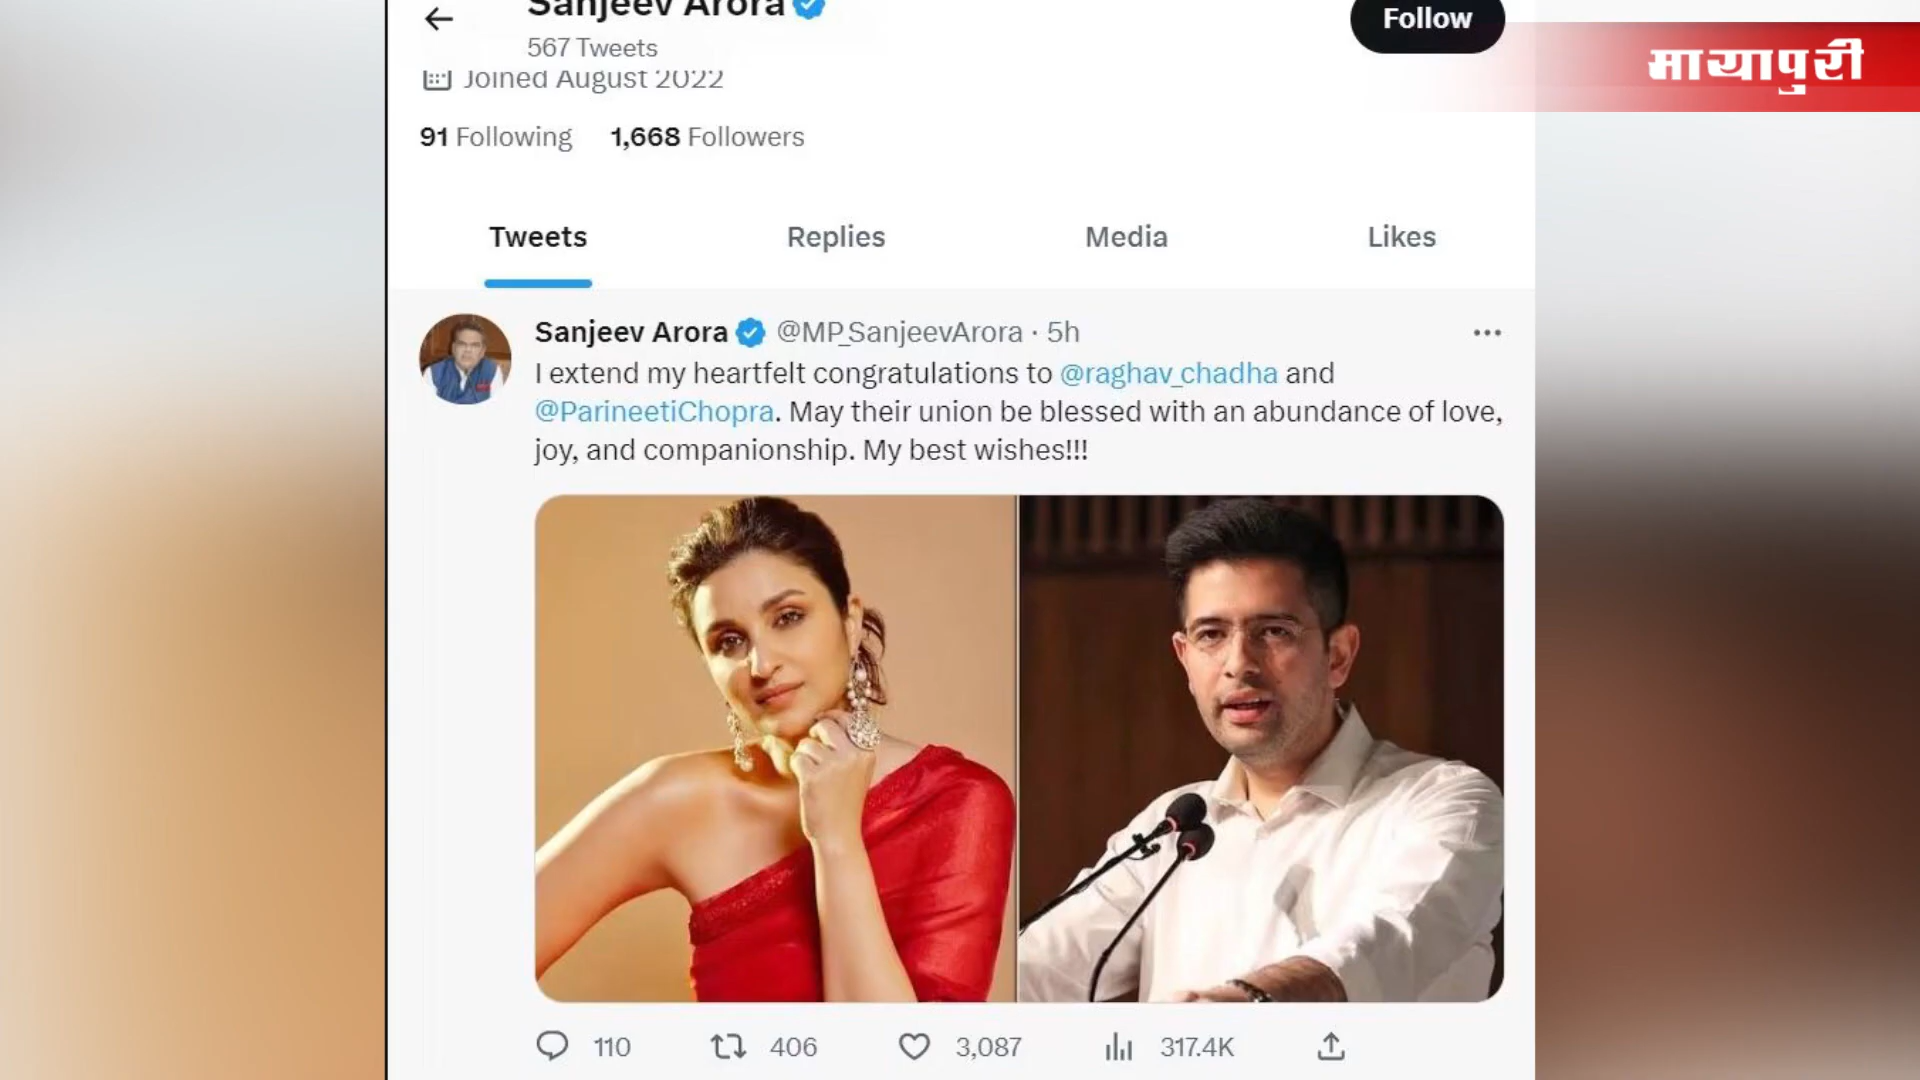 Sanjeev Arora
Follow
567 Tweets
मायापुरी
Joined August 2022
91 Following 1,668 Followers
Tweets Replies Media Likes
Sanjeev Arora @MP_SanjeevArora · 5h
I extend my heartfelt congratulations to @raghav_chadha and
@ParineetiChopra. May their union be blessed with an abundance of love,
joy, and companionship. My best wishes!!!
110 406 3,087 317.4K